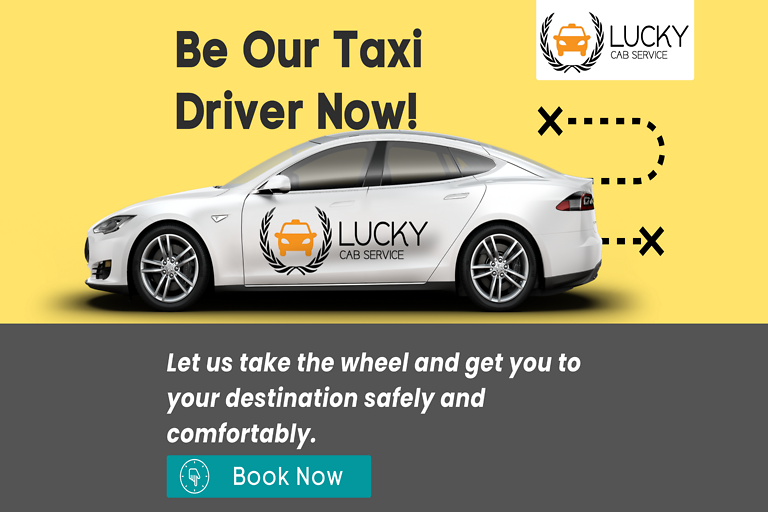 Be Our Taxi
Driver Now!
LUCKY
CAB SERVICE
LUCKY
CAB SERVICE
Let us take the wheel and get you to
your destination safely and
comfortably.
Book Now